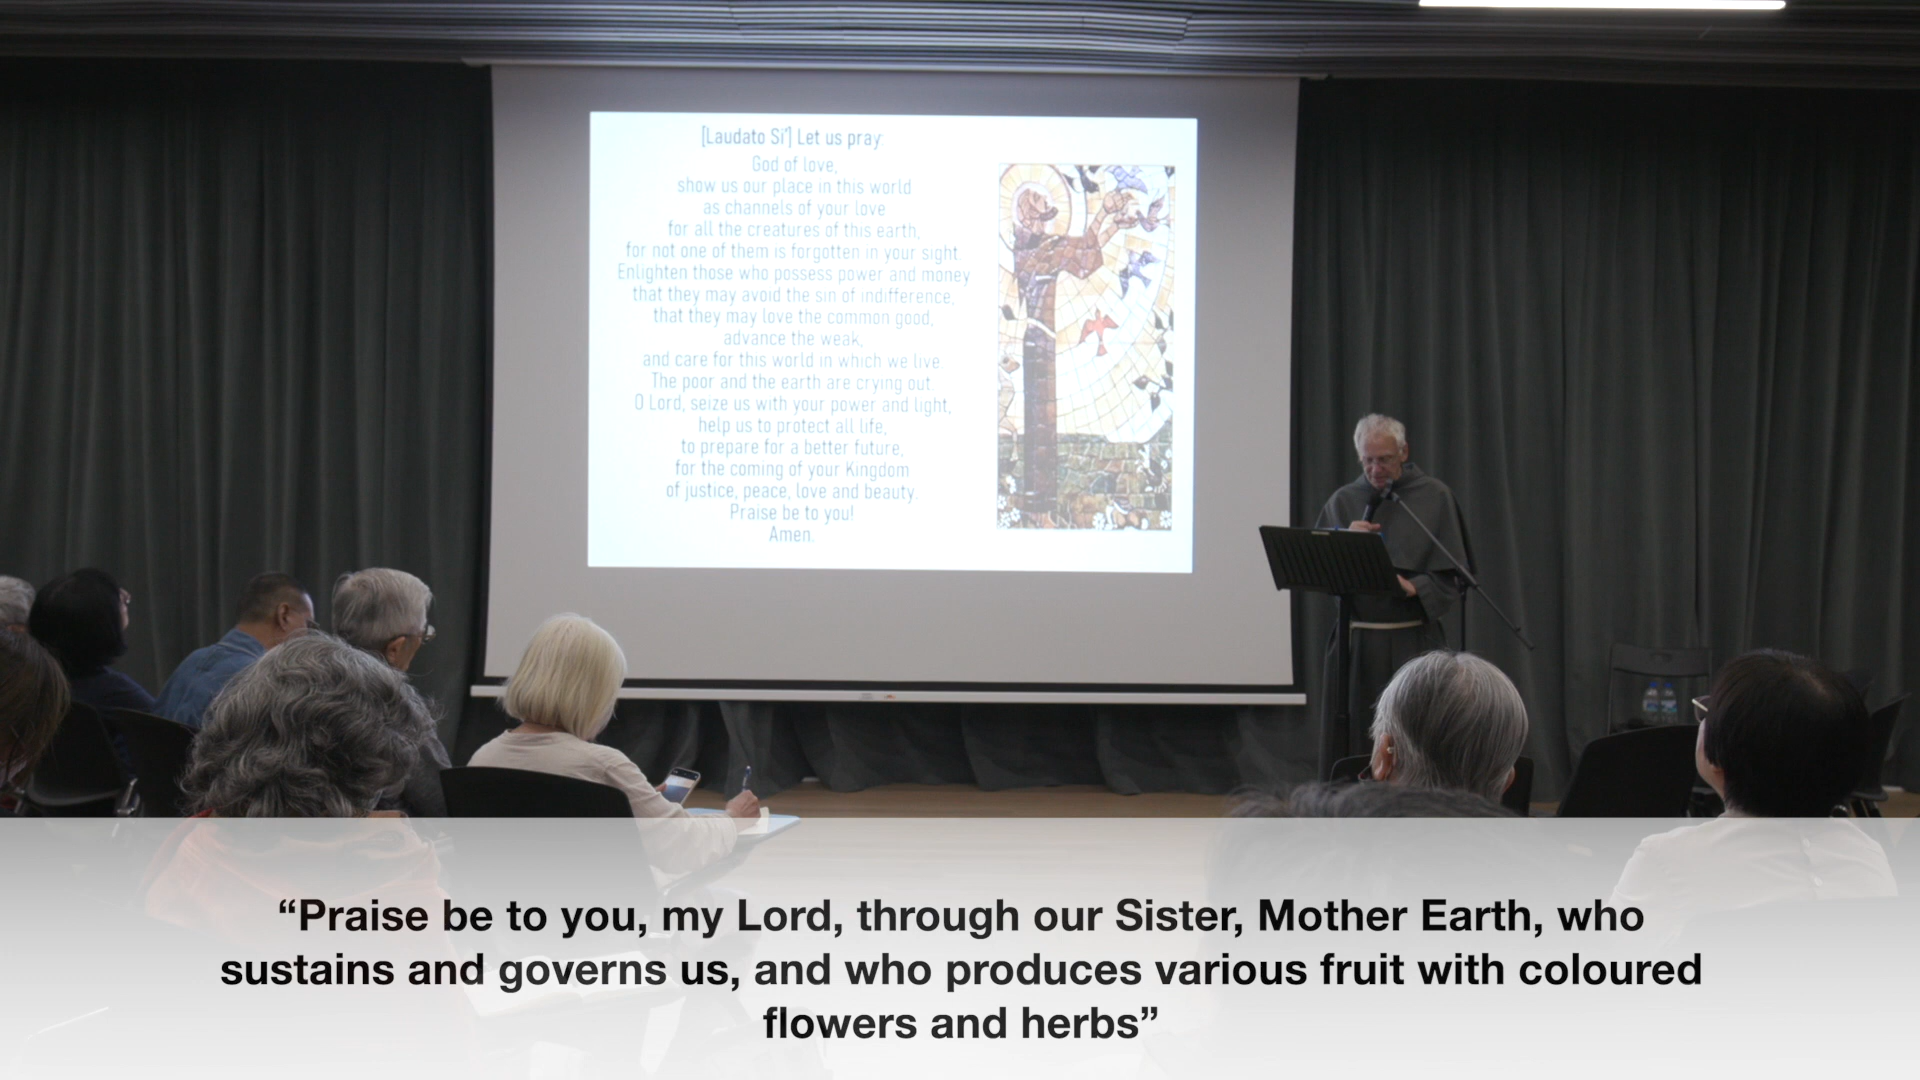 [Laudato Si'] Let us pray:
God of love,
show us our place in this world
as channels of your love
for all the creatures of this earth,
for not one of them is forgotten in your sight.
Enlighten those who possess power and money
that they may avoid the sin of indifference,
that they may love the common good,
advance the weak,
and care for this world in which we live.
The poor and the earth are crying out.
O Lord, seize us with your power and light,
help us to protect all life,
to prepare for a better future,
for the coming of your Kingdom
of justice, peace, love and beauty.
Praise be to you!
Amen.
“Praise be to you, my Lord, through our Sister, Mother Earth, who
sustains and governs us, and who produces various fruit with coloured
flowers and herbs”